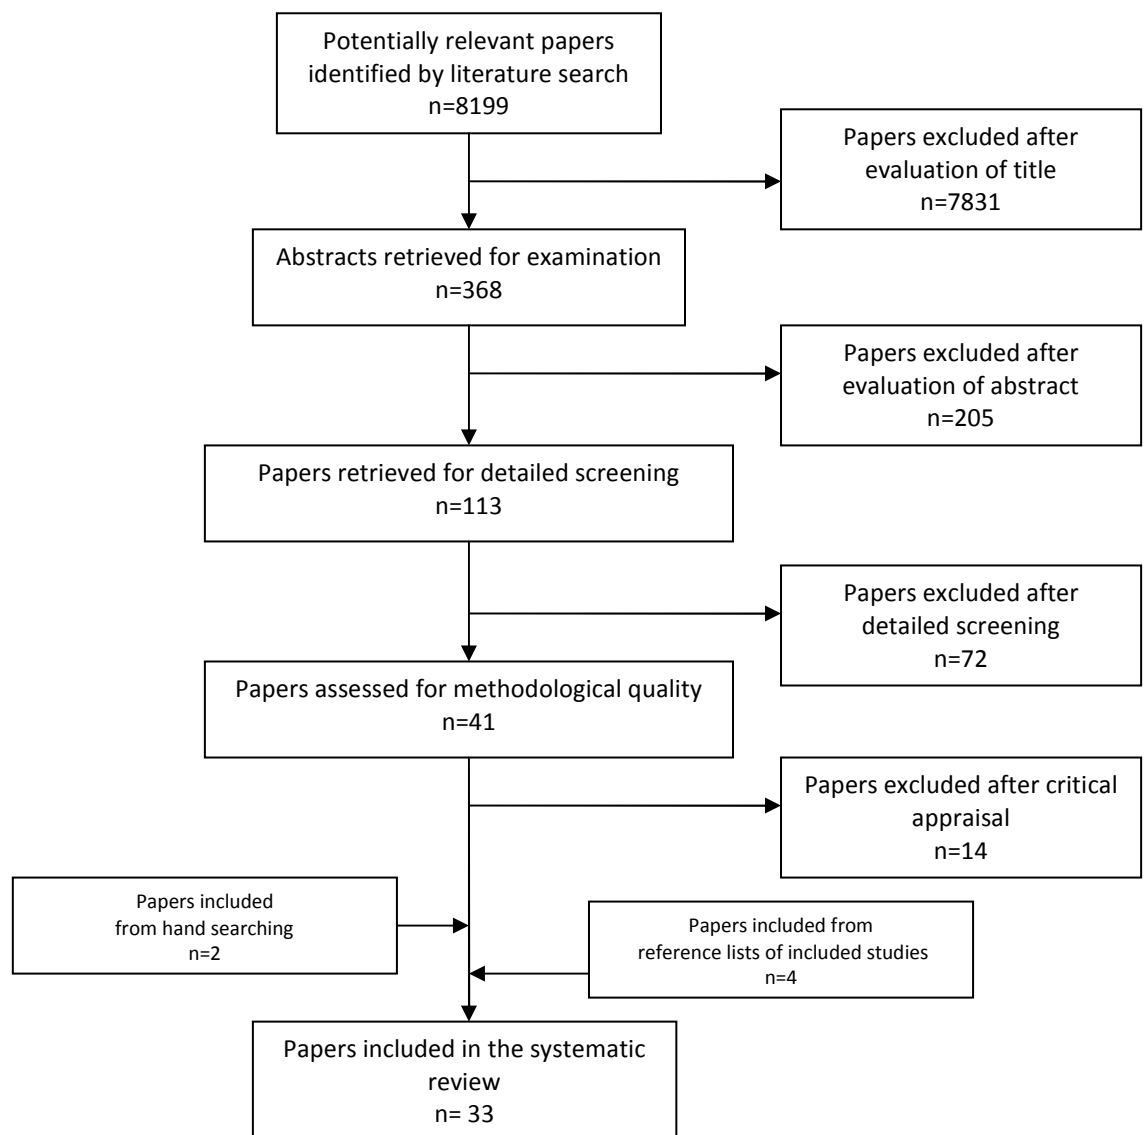 Potentially relevant papers
identified by literature search
n=8199
Papers excluded after
evaluation of title
n=7831
Abstracts retrieved for examination
n=368
Papers excluded after
evaluation of abstract
n=205
Papers retrieved for detailed screening
n=113
Papers excluded after
detailed screening
n=72
Papers assessed for methodological quality
n=41
Papers excluded after critical
appraisal
n=14
Papers included
from hand searching
n=2
Papers included from
reference lists of included studies
n=4
Papers included in the systematic
review
n= 33